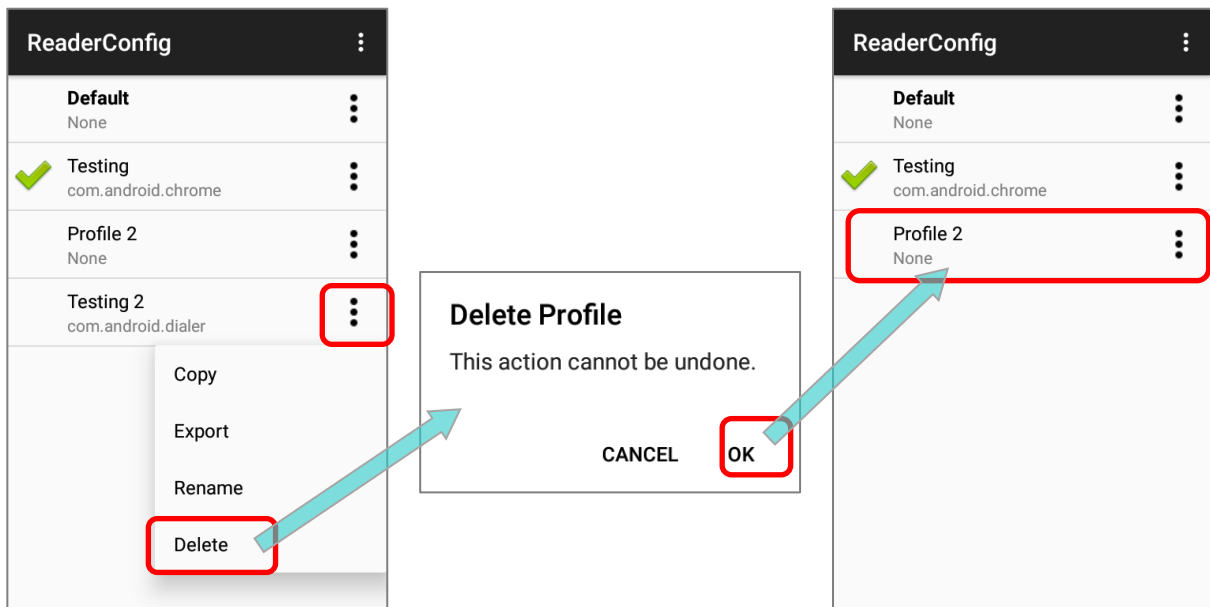 ReaderConfig
Default
None
Testing
com.android.chrome
Profile 2
None
Testing 2
com.android.dialer
Copy
Export
Rename
Delete
Delete Profile
This action cannot be undone.
CANCEL OK
ReaderConfig
Default
None
Testing
com.android.chrome
Profile 2
None